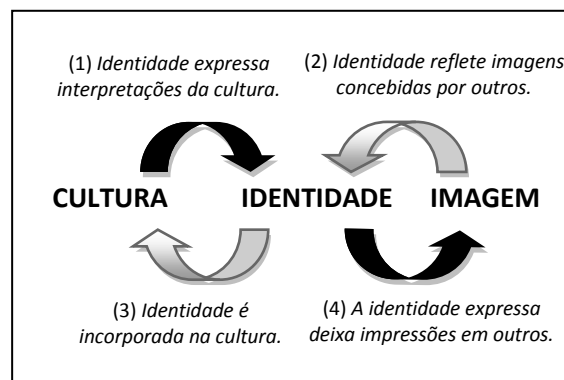 (1) Identidade expressa
interpretações da cultura.
(2) Identidade reflete imagens
concebidas por outros.
CULTURA IDENTIDADE IMAGEM
(3) Identidade é
incorporada na cultura.
(4) A identidade expressa
deixa impressões em outros.